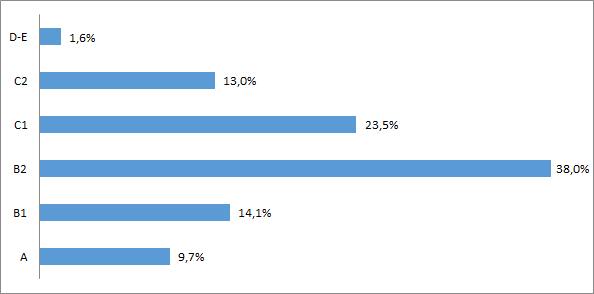 D-E 1,6%
C2 13,0%
C1 23,5%
B2 38,0%
B1 14,1%
A 9,7%